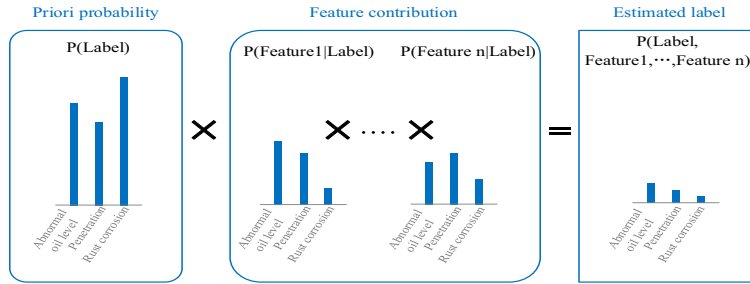 Priori probability
Feature contribution
Estimated label
P(Label)
P(Feature1|Label)
P(Feature n|Label)
P(Label,
Feature1,⋯,Feature n)
× × ···· × =
Abnormal
oil level
Penetration
Rust corrosion
Abnormal
oil level
Penetration
Rust corrosion
Abnormal
oil level
Penetration
Rust corrosion
Abnormal
oil level
Penetration
Rust corrosion